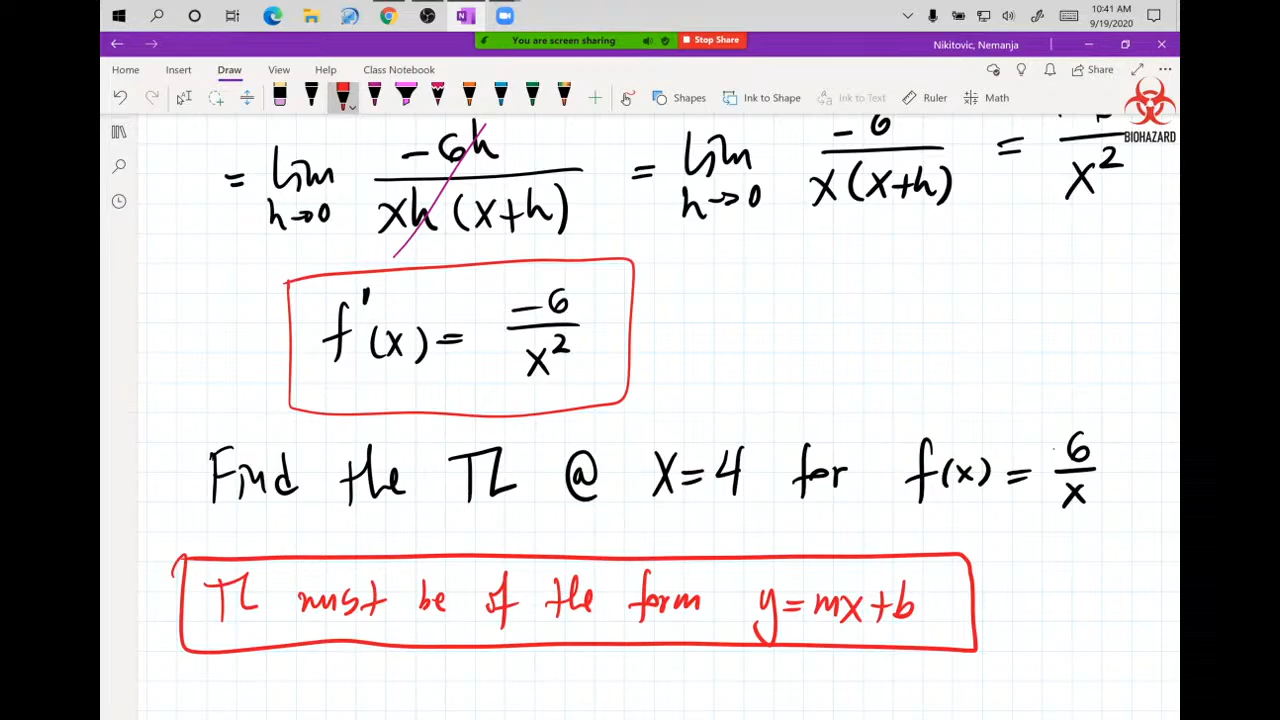 10:41 AM
9/19/2020
You are screen sharing Stop Share
Nikitovic, Nemanja
Home Insert Draw View Help Class Notebook Share
Shapes Ink to Shape Ink to Text Ruler Math
BIOHAZARD
= lim h→0 -6h / xh(x+h) = lim h→0 -6 / x(x+h) = / x²
f'(x) = -6 / x²
Find the TL @ x=4 for f(x) = 6/x
TL must be of the form y=mx+b